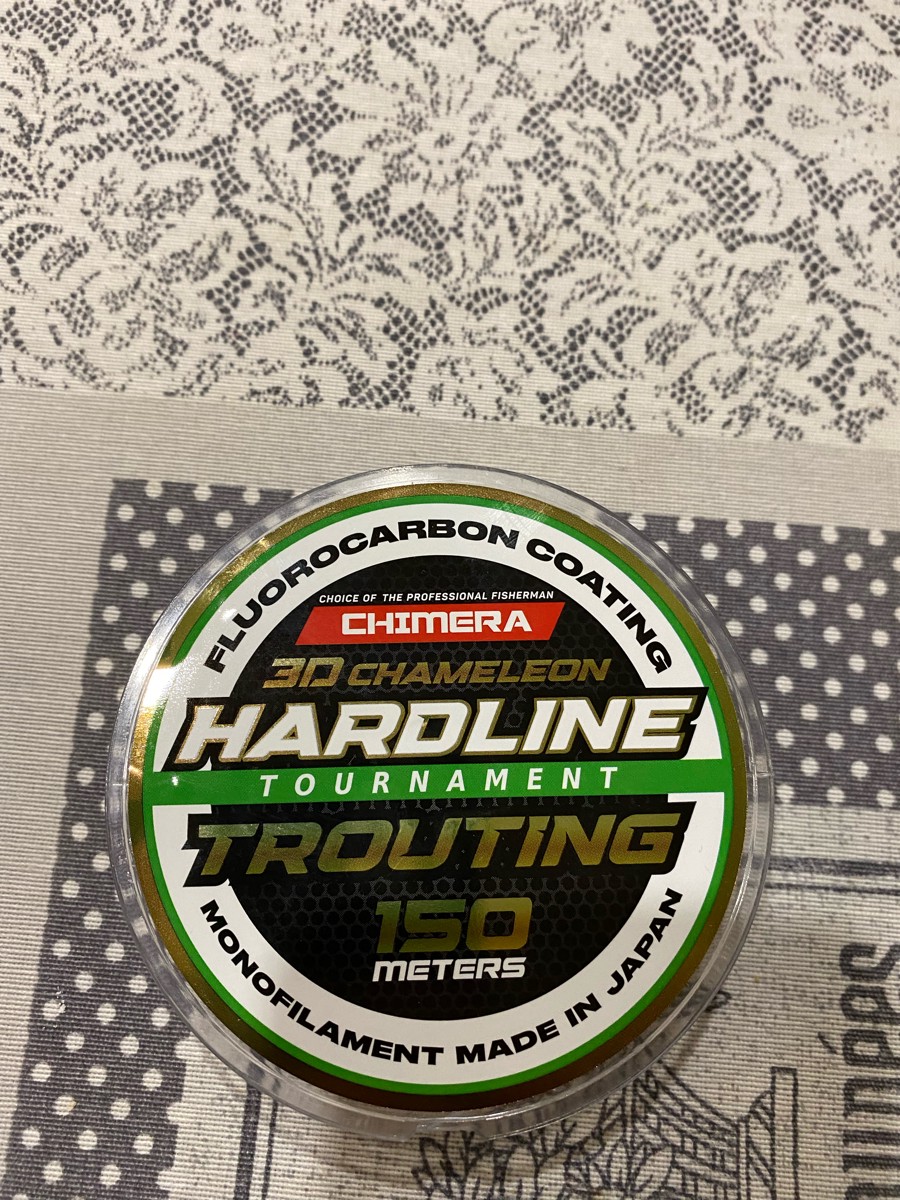 FLUOROCARBON COATING
CHOICE OF THE PROFESSIONAL FISHERMAN
CHIMERA
3D CHAMELEON
HARDLINE
TOURNAMENT
TROUTING
150
METERS
MONOFILAMENT MADE IN JAPAN